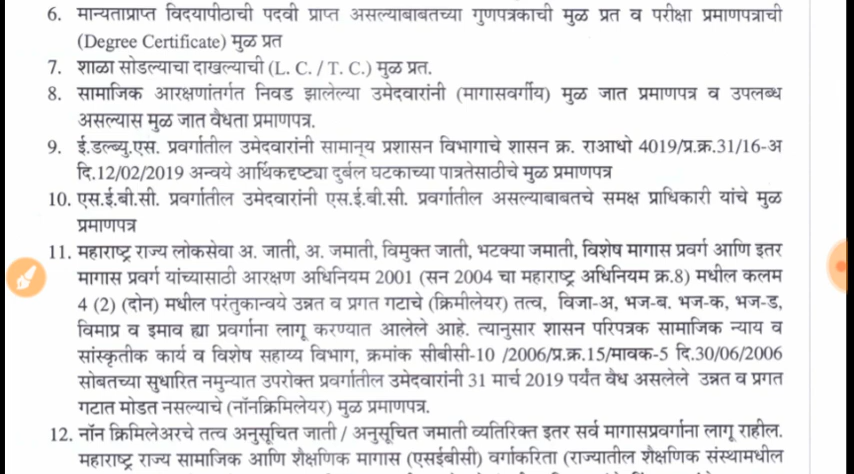 6. मान्यताप्राप्त विदयापीठाची पदवी प्राप्त असल्याबाबतच्या गुणपत्रकाची मुळ प्रत व परीक्षा प्रमाणपत्राची
(Degree Certificate) मुळ प्रत
7. शाळा सोडल्याचा दाखल्याची (L. C. / T. C.) मुळ प्रत.
8. सामाजिक आरक्षणांतर्गत निवड झालेल्या उमेदवारांनी (मागासवर्गीय) मुळ जात प्रमाणपत्र व उपलब्ध
असल्यास मुळ जात वैधता प्रमाणपत्र.
9. ई.डब्ल्यु.एस. प्रवर्गातील उमेदवारांनी सामान्‍य प्रशासन विभागाचे शासन क्र. राआधो 4019/प्र.क्र.31/16-अ
दि.12/02/2019 अन्वये आर्थिकदृष्ट्या दुर्बल घटकाच्या पात्रतेसाठीचे मुळ प्रमाणपत्र
10. एस.ई.बी.सी. प्रवर्गातील उमेदवारांनी एस.ई.बी.सी. प्रवर्गातील असल्याबाबतचे समक्ष प्राधिकारी यांचे मुळ
प्रमाणपत्र
11. महाराष्ट्र राज्य लोकसेवा अ. जाती, अ. जमाती, विमुक्त जाती, भटक्या जमाती, विशेष मागास प्रवर्ग आणि इतर
मागास प्रवर्ग यांच्यासाठी आरक्षण अधिनियम 2001 (सन 2004 चा महाराष्ट्र अधिनियम क्र.8) मधील कलम
4 (2) (दोन) मधील परंतुकान्वये उन्नत व प्रगत गटाचे (क्रिमीलेयर) तत्व, विजा-अ, भज-ब. भज-क, भज-ड,
विमाप्र व इमाव ह्या प्रवर्गाना लागू करण्यात आलेले आहे. त्यानुसार शासन परिपत्रक सामाजिक न्याय व
सांस्कृतीक कार्य व विशेष सहाय्य विभाग, क्रमांक सीबीसी-10 /2006/प्र.क्र.15/मावक-5 दि.30/06/2006
सोबतच्या सुधारित नमुन्यात उपरोक्त प्रवर्गातील उमेदवारांनी 31 मार्च 2019 पर्यंत वैध असलेले उन्नत व प्रगत
गटात मोडत नसल्याचे (नॉनक्रिमिलेयर) मुळ प्रमाणपत्र.
12. नॉन क्रिमिलेअरचे तत्व अनुसूचित जाती / अनुसूचित जमाती व्यतिरिक्त इतर सर्व मागासप्रवर्गाना लागू राहील.
महाराष्ट्र राज्य सामाजिक आणि शैक्षणिक मागास (एसईबीसी) वर्गाकरिता (राज्यातील शैक्षणिक संस्थामधील